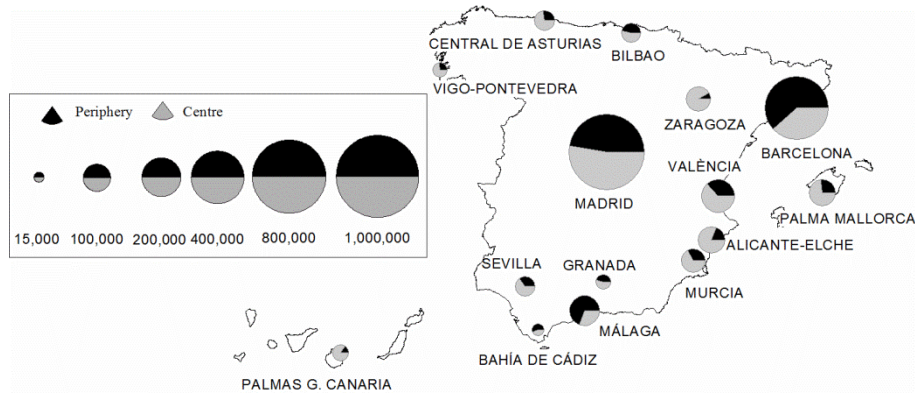 CENTRAL DE ASTURIAS
BILBAO
VIGO-PONTEVEDRA
Periphery
Centre
ZARAGOZA
BARCELONA
VALÈNCIA
MADRID
PALMA MALLORCA
15,000 100,000 200,000 400,000 800,000 1,000,000
ALICANTE-ELCHE
SEVILLA
GRANADA
MURCIA
MÁLAGA
BAHÍA DE CÁDIZ
PALMAS G. CANARIA